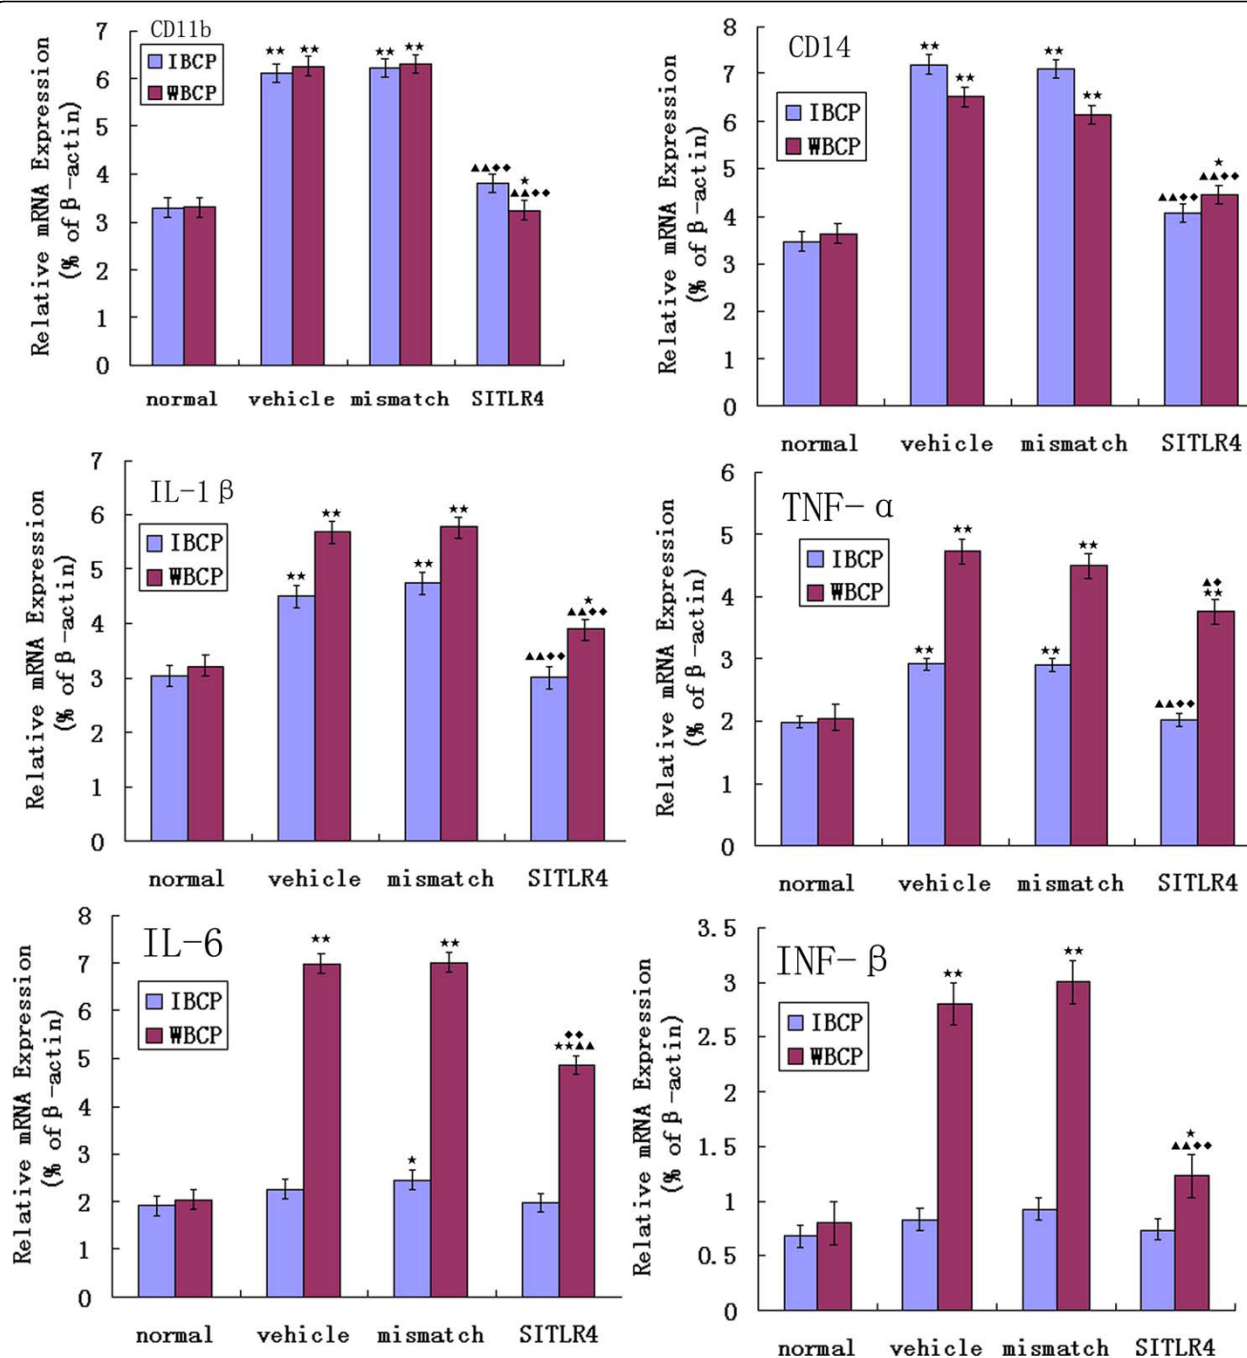 CD11b
IBCP
WBCP
Relative mRNA Expression
(% of β-actin)
7
6
5
4
3
2
1
0
★★
★★
★★
★★
▲▲◆◆
★
▲▲◆◆
normal vehicle mismatch SITLR4
CD14
IBCP
WBCP
Relative mRNA Expression
(% of β-actin)
8
7
6
5
4
3
2
1
0
★★
★★
★★
★★
▲▲◆◆
★
▲▲◆◆
normal vehicle mismatch SITLR4
IL-1β
IBCP
WBCP
Relative mRNA Expression
(% of β-actin)
7
6
5
4
3
2
1
0
★★
★★
★★
★★
▲▲◆◆
★
▲▲◆◆
normal vehicle mismatch SITLR4
TNF-α
IBCP
WBCP
Relative mRNA Expression
(% of β-actin)
6
5
4
3
2
1
0
★★
★★
★★
★★
▲▲◆◆
▲◆
★★
normal vehicle mismatch SITLR4
IL-6
IBCP
WBCP
Relative mRNA Expression
(% of β-actin)
8
7
6
5
4
3
2
1
0
★★
★
★★
◆◆
★★▲▲
normal vehicle mismatch SITLR4
INF-β
IBCP
WBCP
Relative mRNA Expression
(% of β-actin)
3.5
3
2.5
2
1.5
1
0.5
0
★★
★★
★
▲▲◆◆
normal vehicle mismatch SITLR4